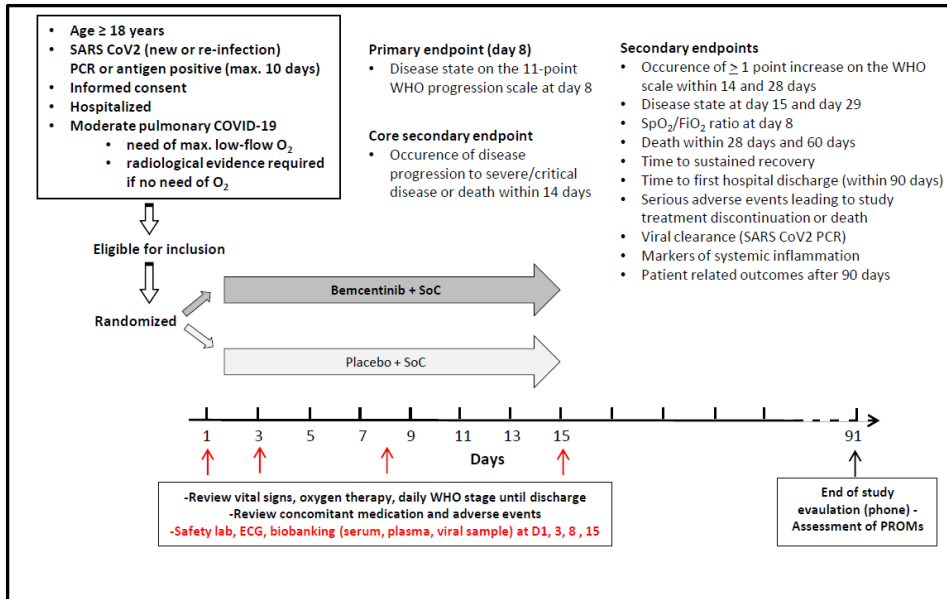 • Age ≥ 18 years
• SARS CoV2 (new or re-infection)
PCR or antigen positive (max. 10 days)
• Informed consent
• Hospitalized
• Moderate pulmonary COVID-19
• need of max. low-flow O₂
• radiological evidence required
if no need of O₂
Eligible for inclusion
Randomized
Primary endpoint (day 8)
• Disease state on the 11-point
WHO progression scale at day 8
Core secondary endpoint
• Occurence of disease
progression to severe/critical
disease or death within 14 days
Secondary endpoints
• Occurence of ≥ 1 point increase on the WHO
scale within 14 and 28 days
• Disease state at day 15 and day 29
• SpO₂/FiO₂ ratio at day 8
• Death within 28 days and 60 days
• Time to sustained recovery
• Time to first hospital discharge (within 90 days)
• Serious adverse events leading to study
treatment discontinuation or death
• Viral clearance (SARS CoV2 PCR)
• Markers of systemic inflammation
• Patient related outcomes after 90 days
Bemcentinib + SoC
Placebo + SoC
1 3 5 7 9 11 13 15 91
Days
-Review vital signs, oxygen therapy, daily WHO stage until discharge
-Review concomitant medication and adverse events
-Safety lab, ECG, biobanking (serum, plasma, viral sample) at D1, 3, 8 , 15
End of study
evaulation (phone) -
Assessment of PROMs